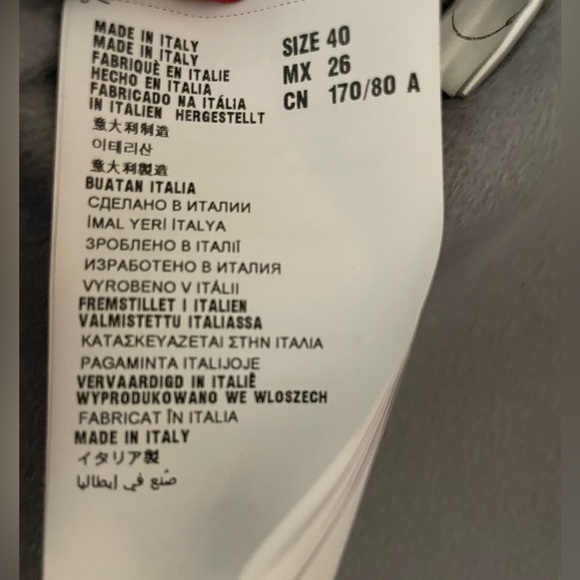 MADE IN ITALY
MADE IN ITALY
FABRIQUÈ EN ITALIE
HECHO EN ITALIA
FABRICADO NA ITÁLIA
IN ITALIEN HERGESTELLT
意大利制造
이테리산
意大利製造
BUATAN ITALIA
СДЕЛАНО В ИТАЛИИ
İMAL YERİ İTALYA
ЗРОБЛЕНО В ІТАЛІЇ
ИЗРАБОТЕНО В ИТАЛИЯ
VYROBENO V ITÁLII
FREMSTILLET I ITALIEN
VALMISTETTU ITALIASSA
ΚΑΤΑΣΚΕΥΑΖΕΤΑΙ ΣΤΗΝ ΙΤΑΛΙΑ
PAGAMINTA ITALIJOJE
VERVAARDIGD IN ITALIË
WYPRODUKOWANO WE WLOSZECH
FABRICAT ÎN ITALIA
MADE IN ITALY
イタリア製
صُنع في إيطاليا
SIZE 40
MX 26
CN 170/80 A